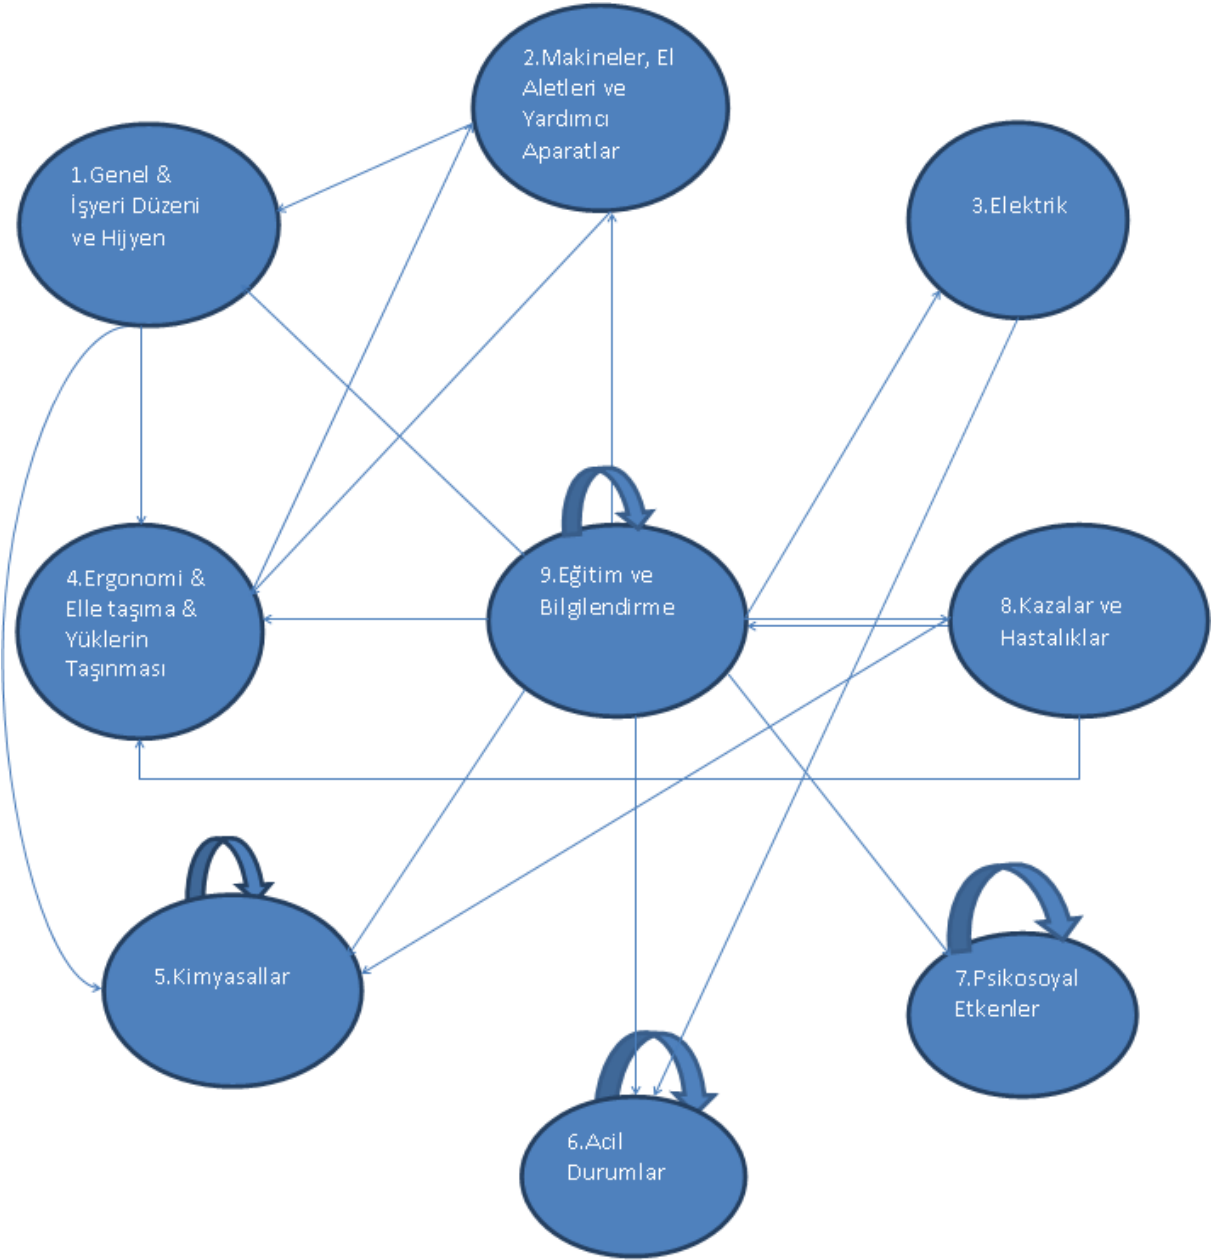 1.Genel &
İşyeri Düzeni
ve Hijyen
2.Makineler, El
Aletleri ve
Yardımcı
Aparatlar
3.Elektrik
4.Ergonomi &
Elle taşıma &
Yüklerin
Taşınması
9.Eğitim ve
Bilgilendirme
8.Kazalar ve
Hastalıklar
5.Kimyasallar
6.Acil
Durumlar
7.Psikosoyal
Etkenler